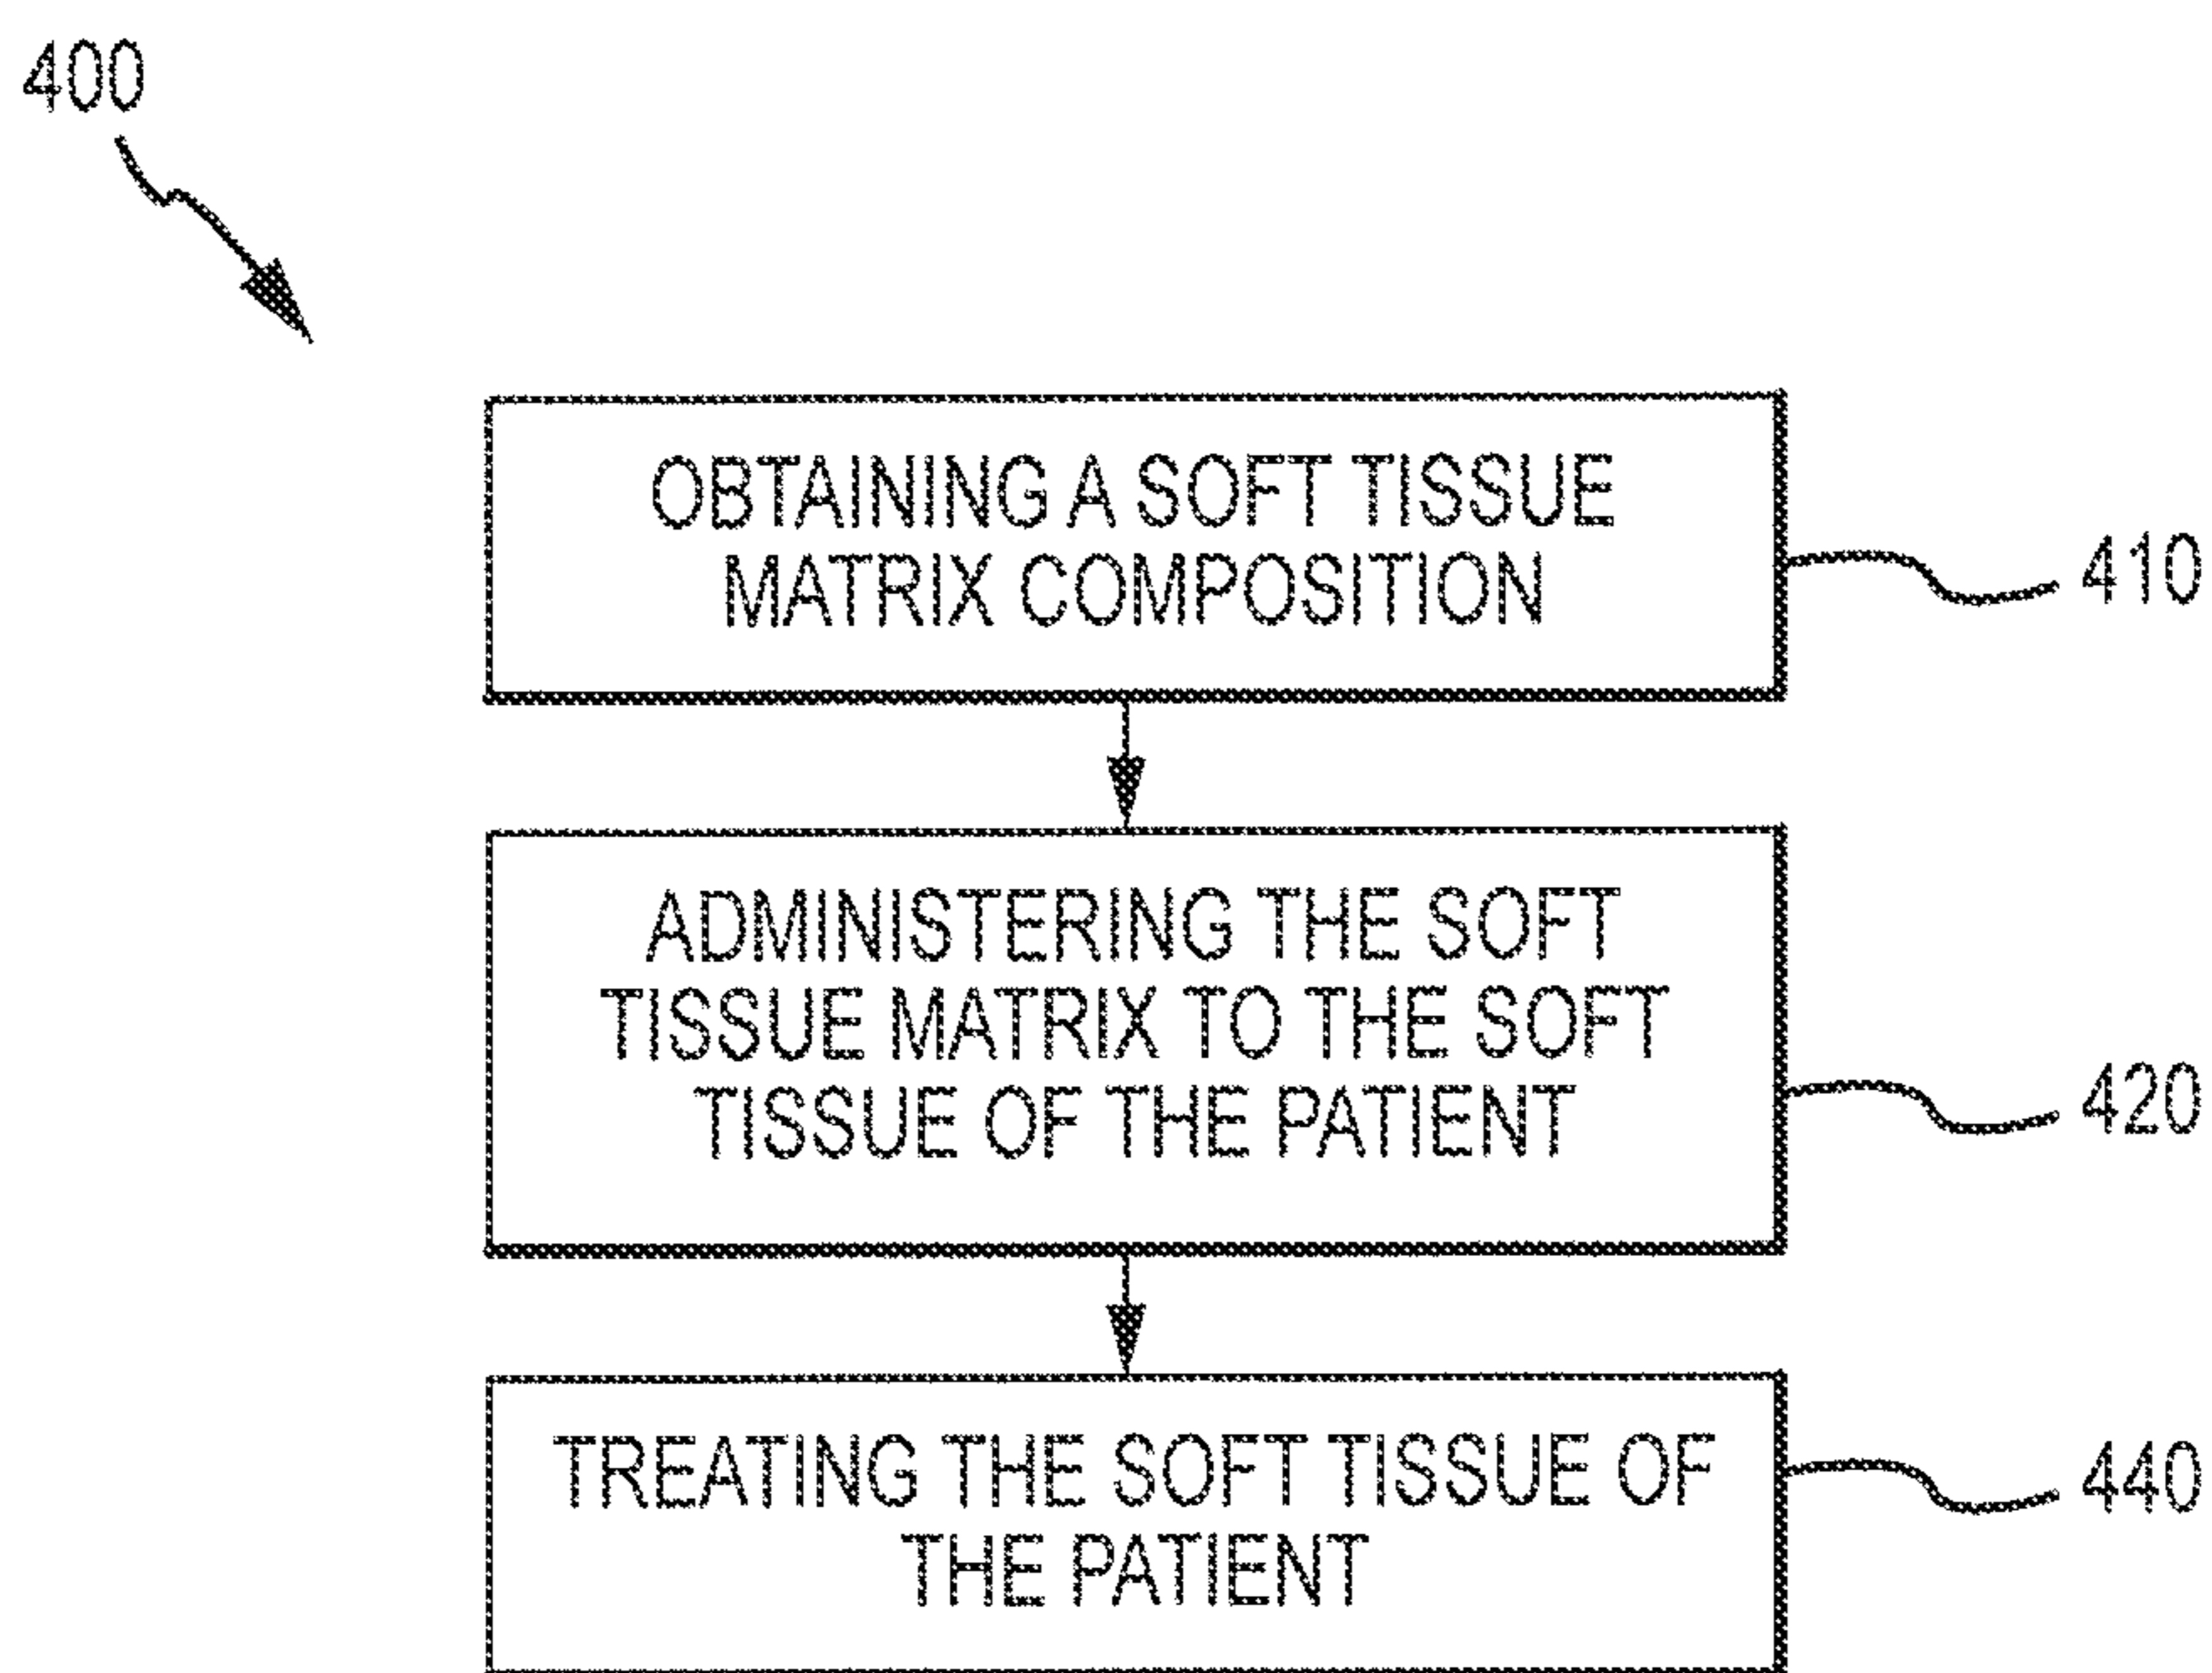 400
OBTAINING A SOFT TISSUE
MATRIX COMPOSITION
410
ADMINISTERING THE SOFT
TISSUE MATRIX TO THE SOFT
TISSUE OF THE PATIENT
420
TREATING THE SOFT TISSUE OF
THE PATIENT
440